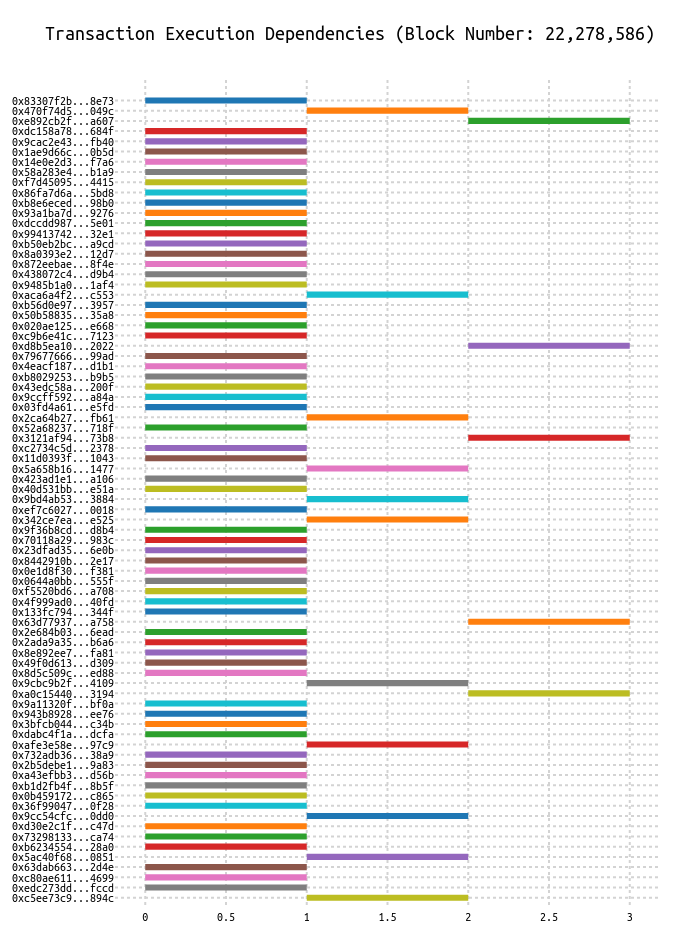 Transaction Execution Dependencies (Block Number: 22,278,586)
0x83307f2b...8e73
0x470f74d5...049c
0xe892cb2f...a607
0xdc158a78...684f
0x9cac2e43...fb40
0x1ae9d66c...0b5d
0x14e0e2d3...f7a6
0x58a283e4...b1a9
0xf7d45095...4415
0x86fa7d6a...5bd8
0xb8e6eced...98b0
0x93a1ba7d...9276
0xdccdd987...5e01
0x99413742...32e1
0xb50eb2bc...a9cd
0x8a0393e2...12d7
0x872eebae...8f4e
0x438072c4...d9b4
0x9485b1a0...1af4
0xaca6a4f2...c553
0xb56d0e97...3957
0x50b58835...35a8
0x020ae125...e668
0xc9b6e41c...7123
0xd8b5ea10...2022
0x79677666...99ad
0x4eacf187...d1b1
0xb8029253...b9b5
0x43edc58a...200f
0x9ccff592...a84a
0x03fd4a61...e5fd
0x2ca64b27...fb61
0x52a68237...718f
0x3121af94...73b8
0xc2734c5d...2378
0x11d0393f...1043
0x5a658b16...1477
0x423ad1e1...a106
0x40d531bb...e51a
0x9bd4ab53...3884
0xef7c6027...0018
0x342ce7ea...e525
0x9f36b8cd...d8b4
0x70118a29...983c
0x23dfad35...6e0b
0x8442910b...2e17
0x0e1d8f30...f381
0x0644a0bb...555f
0xf5520bd6...a708
0x4f999ad0...40fd
0x133fc794...344f
0x63d77937...a758
0x2e684b03...6ead
0x2ada9a35...b6a6
0x8e892ee7...fa81
0x49f0d613...d309
0x8d5c509c...ed88
0x9cbc9b2f...4109
0xa0c15440...3194
0x9a11320f...bf0a
0x943b8928...ee76
0x3bfcb044...c34b
0xdabc4f1a...dcfa
0xafe3e58e...97c9
0x732adb36...38a9
0x2b5debe1...9a83
0xa43efbb3...d56b
0xb1d2fb4f...8b5f
0x0b459172...c865
0x36f99047...0f28
0x9cc54cfc...0dd0
0xd30e2c1f...c47d
0x73298133...ca74
0xb6234554...28a0
0x5ac40f68...0851
0x63dab663...2d4e
0xc80ae611...4699
0xedc273dd...fccd
0xc5ee73c9...894c
0 0.5 1 1.5 2 2.5 3